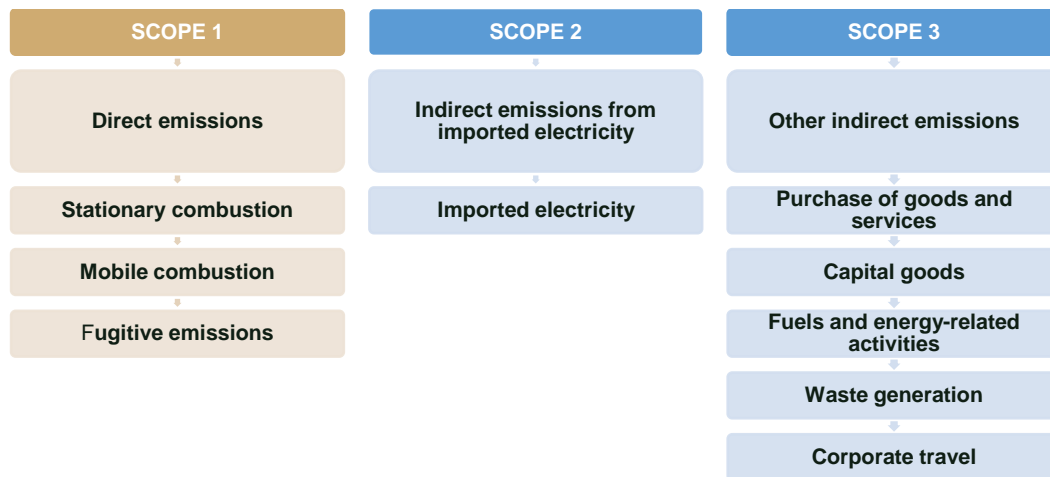 SCOPE 1
Direct emissions
Stationary combustion
Mobile combustion
Fugitive emissions
SCOPE 2
Indirect emissions from
imported electricity
Imported electricity
SCOPE 3
Other indirect emissions
Purchase of goods and
services
Capital goods
Fuels and energy-related
activities
Waste generation
Corporate travel